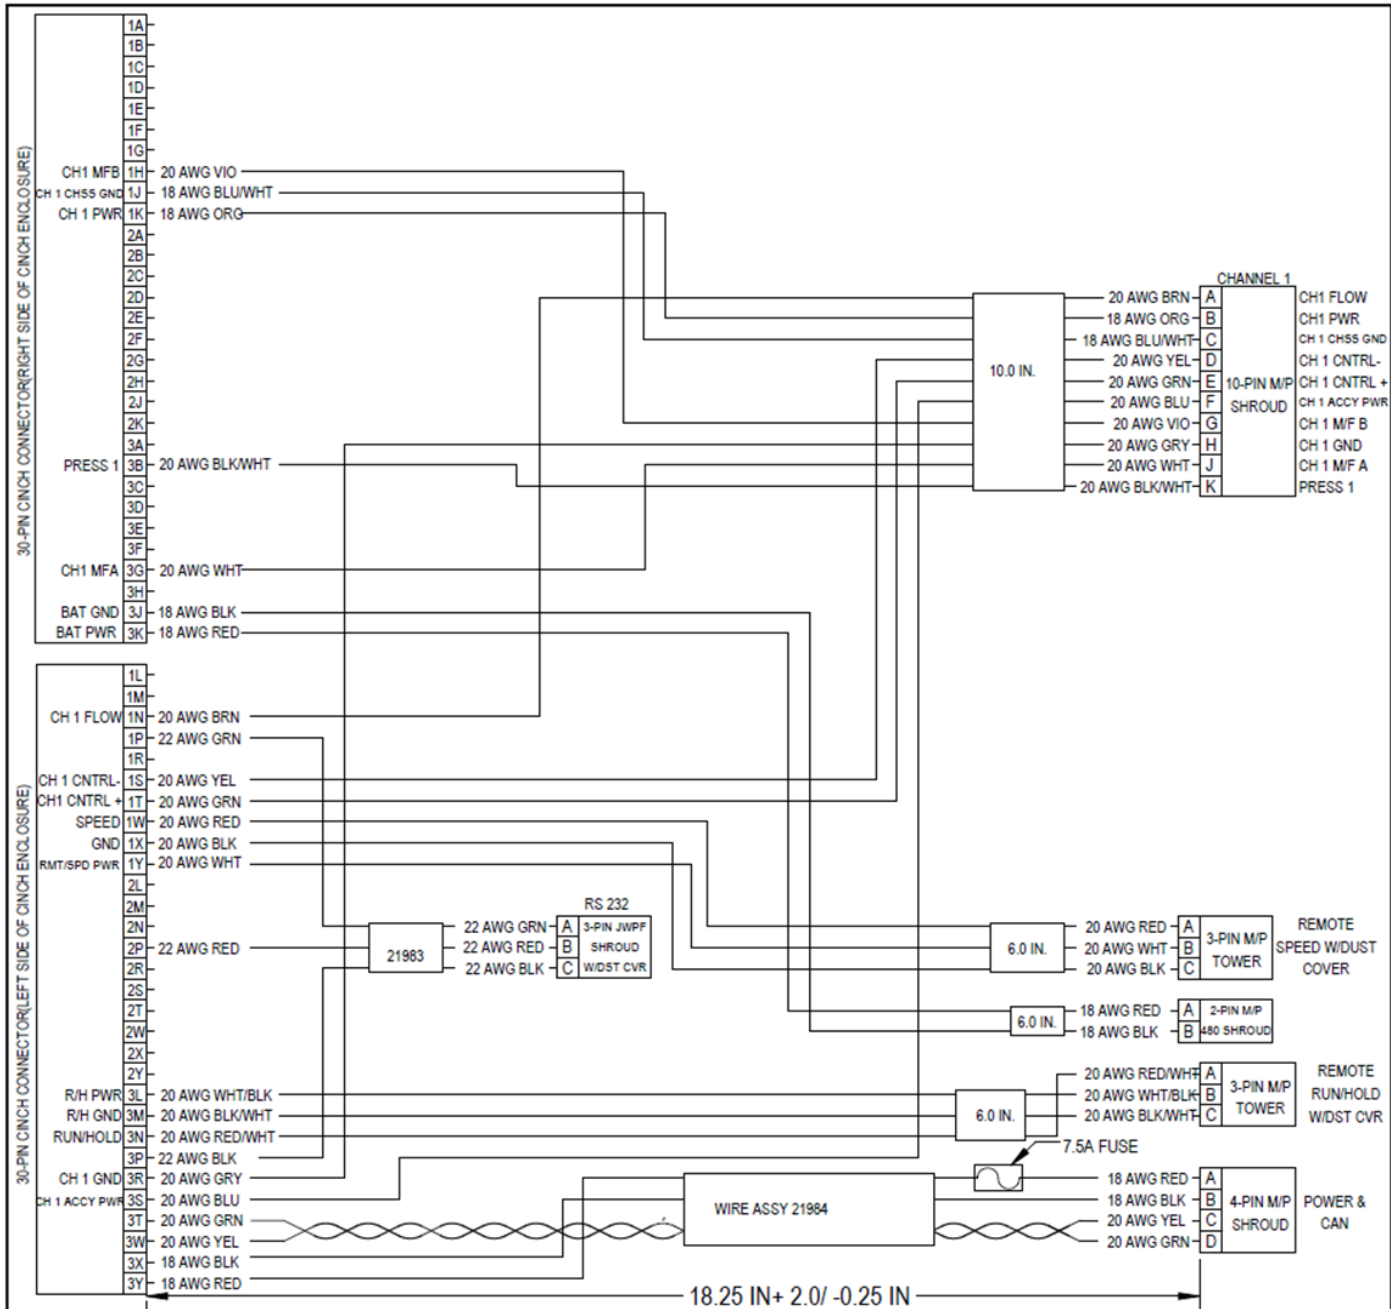 30-PIN CINCH CONNECTOR(RIGHT SIDE OF CINCH ENCLOSURE)
1A
1B
1C
1D
1E
1F
1G
CH1 MFB 1H 20 AWG VIO
CH 1 CHSS GND 1J 18 AWG BLU/WHT
CH 1 PWR 1K 18 AWG ORG
2A
2B
2C
2D
2E
2F
2G
2H
2J
2K
3A
PRESS 1 3B 20 AWG BLK/WHT
3C
3D
3E
3F
CH1 MFA 3G 20 AWG WHT
3H
BAT GND 3J 18 AWG BLK
BAT PWR 3K 18 AWG RED
10.0 IN.
CHANNEL 1
20 AWG BRN A CH1 FLOW
18 AWG ORG B CH1 PWR
18 AWG BLU/WHT C CH 1 CHSS GND
20 AWG YEL D CH 1 CNTRL-
20 AWG GRN E CH 1 CNTRL +
20 AWG BLU F CH 1 ACCY PWR
20 AWG VIO G CH 1 M/F B
20 AWG GRY H CH 1 GND
20 AWG WHT J CH 1 M/F A
20 AWG BLK/WHT K PRESS 1
10-PIN M/P
SHROUD
30-PIN CINCH CONNECTOR(LEFT SIDE OF CINCH ENCLOSURE)
1L
1M
CH 1 FLOW 1N 20 AWG BRN
1P 22 AWG GRN
1R
CH 1 CNTRL- 1S 20 AWG YEL
CH1 CNTRL + 1T 20 AWG GRN
SPEED 1W 20 AWG RED
GND 1X 20 AWG BLK
RMT/SPD PWR 1Y 20 AWG WHT
2L
2M
2N
2P 22 AWG RED
2R
2S
2T
2W
2X
2Y
R/H PWR 3L 20 AWG WHT/BLK
R/H GND 3M 20 AWG BLK/WHT
RUN/HOLD 3N 20 AWG RED/WHT
3P 22 AWG BLK
CH 1 GND 3R 20 AWG GRY
CH 1 ACCY PWR 3S 20 AWG BLU
3T 20 AWG GRN
3W 20 AWG YEL
3X 18 AWG BLK
3Y 18 AWG RED
21983
RS 232
22 AWG GRN A 3-PIN JWPF
22 AWG RED B SHROUD
22 AWG BLK C W/DST CVR
6.0 IN.
20 AWG RED A
20 AWG WHT B
20 AWG BLK C
3-PIN M/P
TOWER
REMOTE
SPEED W/DUST
COVER
6.0 IN.
18 AWG RED A 2-PIN M/P
18 AWG BLK B 480 SHROUD
6.0 IN.
20 AWG RED/WHT A
20 AWG WHT/BLK B
20 AWG BLK/WHT C
3-PIN M/P
TOWER
REMOTE
RUN/HOLD
W/DST CVR
7.5A FUSE
WIRE ASSY 21984
18 AWG RED A
18 AWG BLK B
20 AWG YEL C
20 AWG GRN D
4-PIN M/P
SHROUD
POWER &
CAN
18.25 IN+ 2.0/ -0.25 IN